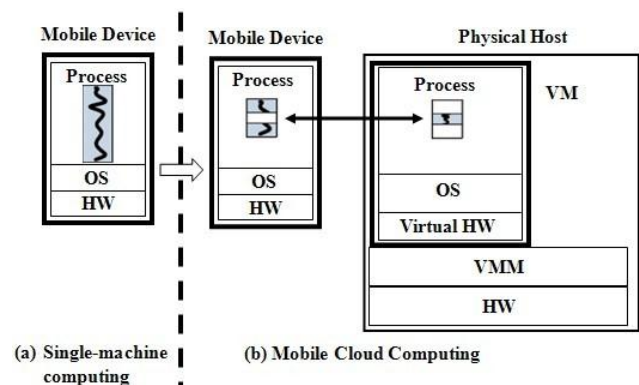 Mobile Device
Process
OS
HW
Mobile Device
Process
OS
HW
Physical Host
Process
VM
OS
Virtual HW
VMM
HW
(a) Single-machine
computing
(b) Mobile Cloud Computing